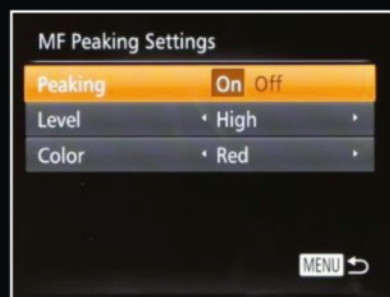 MF Peaking Settings
Peaking On Off
Level High
Color Red
MENU